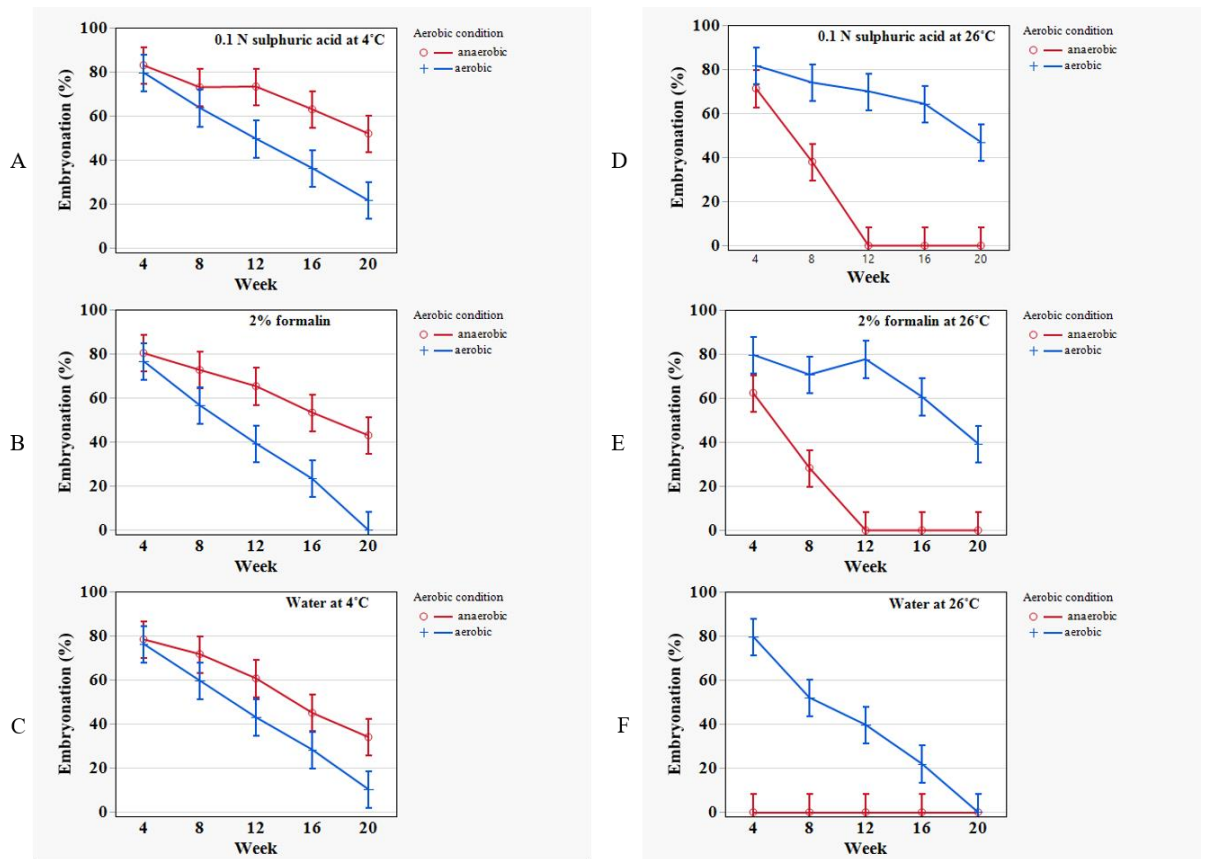 A
0.1 N sulphuric acid at 4˚C
Embryonation (%)
100
80
60
40
20
0
4 8 12 16 20
Week
Aerobic condition
anaerobic
aerobic
B
2% formalin
Embryonation (%)
100
80
60
40
20
0
4 8 12 16 20
Week
Aerobic condition
anaerobic
aerobic
C
Water at 4˚C
Embryonation (%)
100
80
60
40
20
0
4 8 12 16 20
Week
Aerobic condition
anaerobic
aerobic
D
0.1 N sulphuric acid at 26˚C
Embryonation (%)
100
80
60
40
20
0
4 8 12 16 20
Week
Aerobic condition
anaerobic
aerobic
E
2% formalin at 26˚C
Embryonation (%)
100
80
60
40
20
0
4 8 12 16 20
Week
Aerobic condition
anaerobic
aerobic
F
Water at 26˚C
Embryonation (%)
100
80
60
40
20
0
4 8 12 16 20
Week
Aerobic condition
anaerobic
aerobic